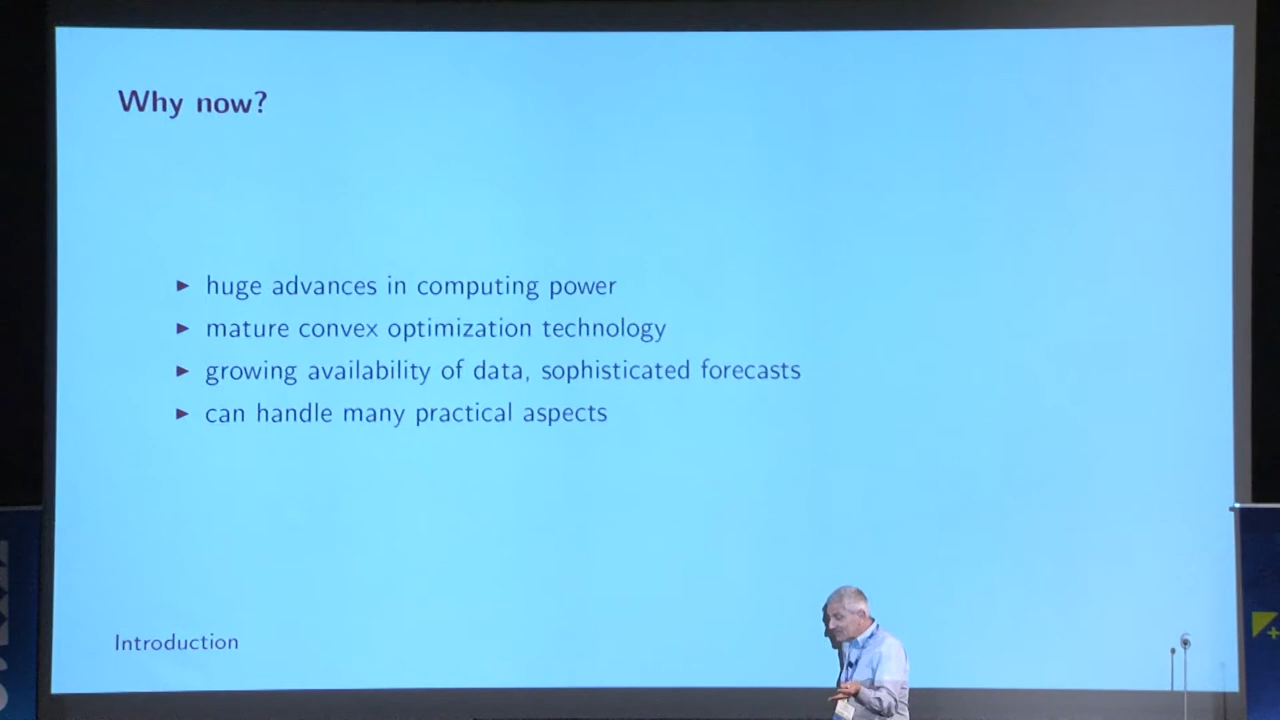 Why now?
huge advances in computing power
mature convex optimization technology
growing availability of data, sophisticated forecasts
can handle many practical aspects
Introduction